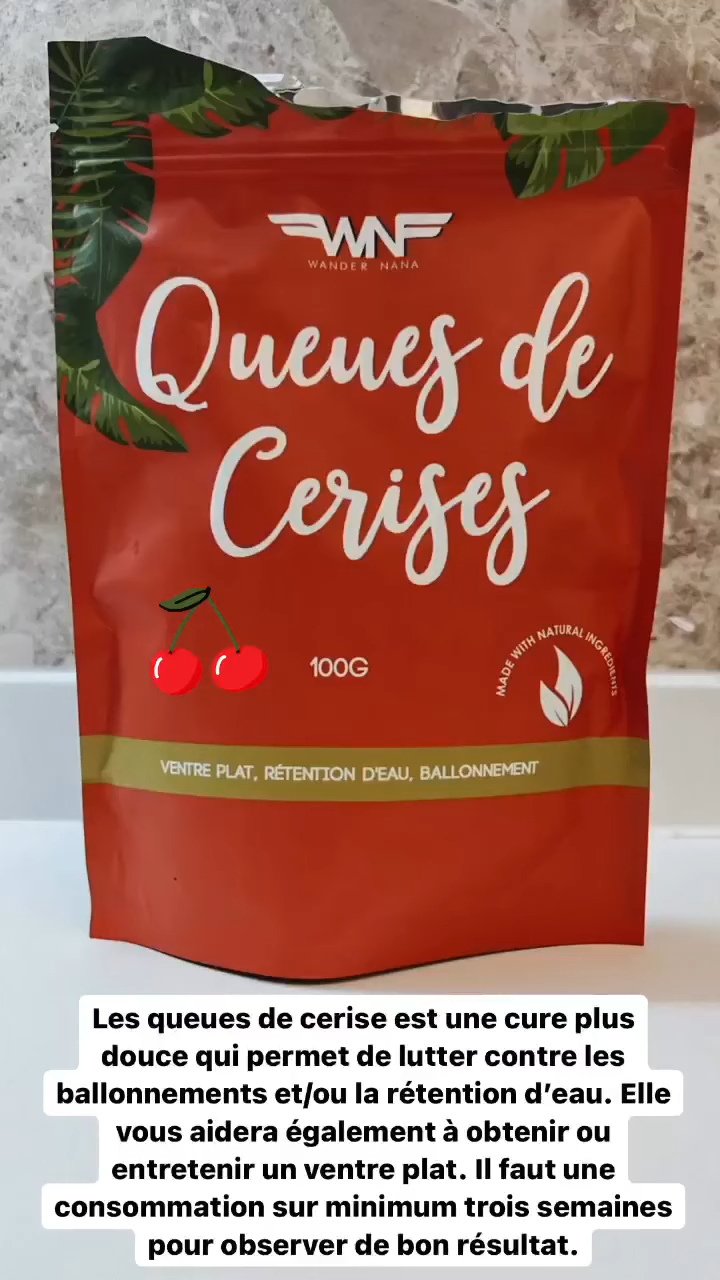 WNF
WANDER NANA
Queues de
Cerises
100G
MADE WITH NATURAL INGREDIENTS
VENTRE PLAT, RÉTENTION D'EAU, BALLONNEMENT
Les queues de cerise est une cure plus
douce qui permet de lutter contre les
ballonnements et/ou la rétention d’eau. Elle
vous aidera également à obtenir ou
entretenir un ventre plat. Il faut une
consommation sur minimum trois semaines
pour observer de bon résultat.